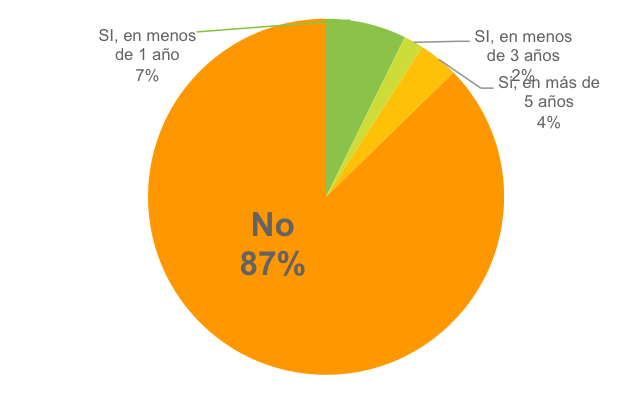 SI, en menos
de 1 año
7%
SI, en menos
de 3 años
2%
Si, en más de
5 años
4%
No
87%